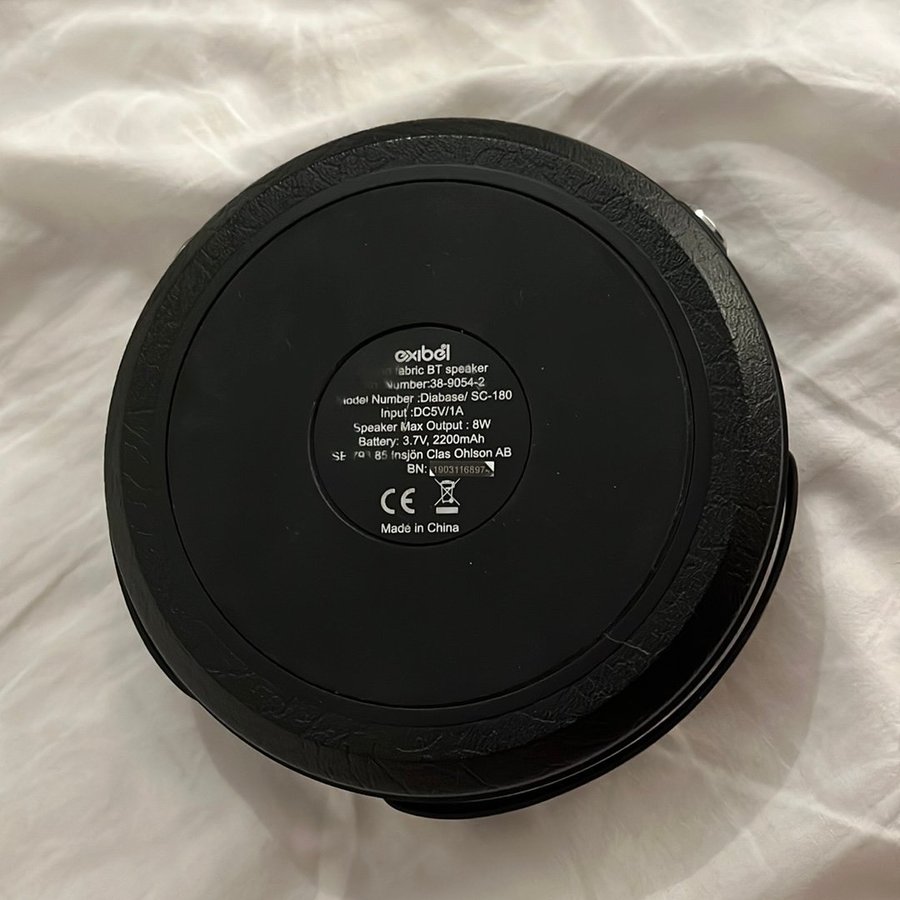 exibel
fabric BT speaker
Number:38-9054-2
Model Number :Diabase/ SC-180
Input :DC5V/1A
Speaker Max Output : 8W
Battery: 3.7V, 2200mAh
85 Insjön Clas Ohlson AB
BN: 1903116897
CE
Made in China